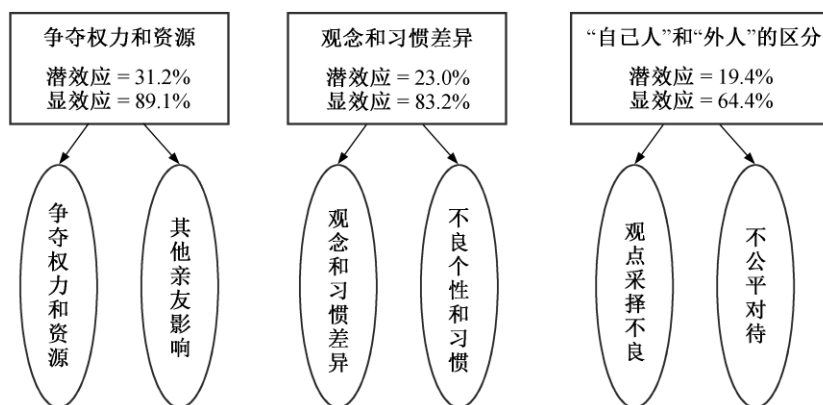 争夺权力和资源
潜效应 = 31.2%
显效应 = 89.1%
观念和习惯差异
潜效应 = 23.0%
显效应 = 83.2%
“自己人”和“外人”的区分
潜效应 = 19.4%
显效应 = 64.4%
争夺权力和资源
其他亲友影响
观念和习惯差异
不良个性和习惯
观点采择不良
不公平对待